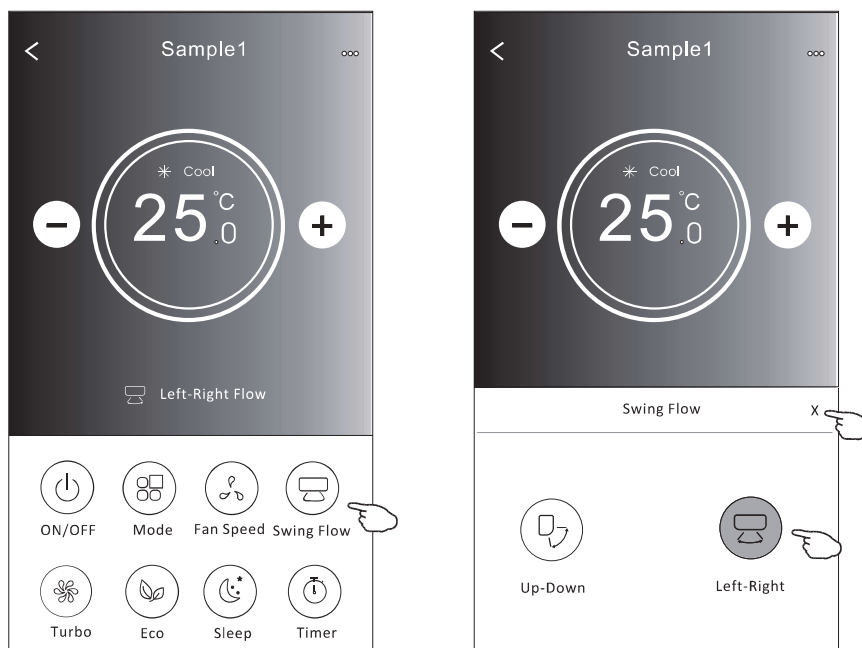 Sample1
Cool
25.0°C
Left-Right Flow
ON/OFF Mode Fan Speed Swing Flow
Turbo Eco Sleep Timer
Sample1
Cool
25.0°C
Swing Flow X
Up-Down Left-Right